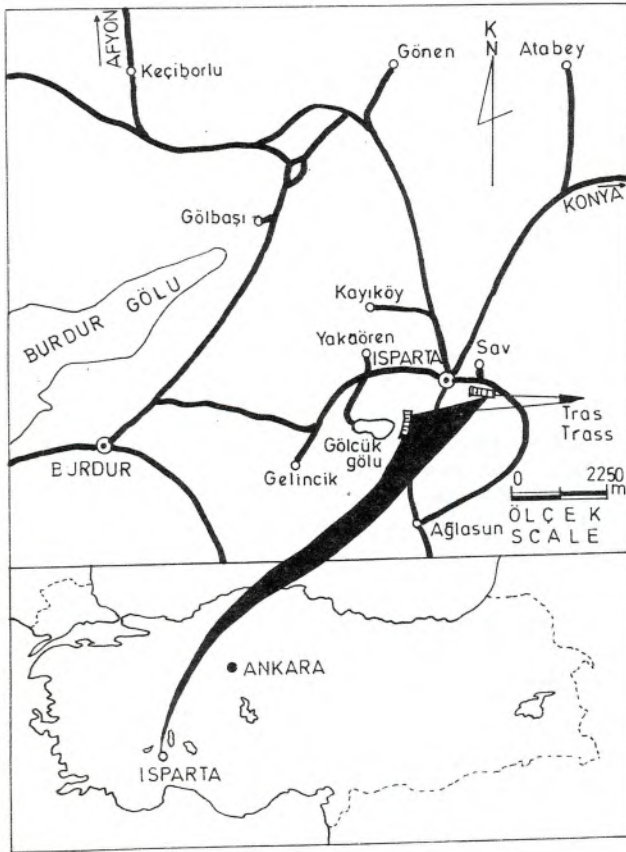 AFYON
Keçiborlu
Gönen
K
N
Atabey
KONYA
Gölbaşı
BURDUR GÖLU
Kayıköy
Yakaören
ISPARTA
Sav
Tras
Trass
Gölcük
gölu
Gelincik
BURDUR
0 2250
m
ÖLÇEK
SCALE
Ağlasun
ANKARA
ISPARTA